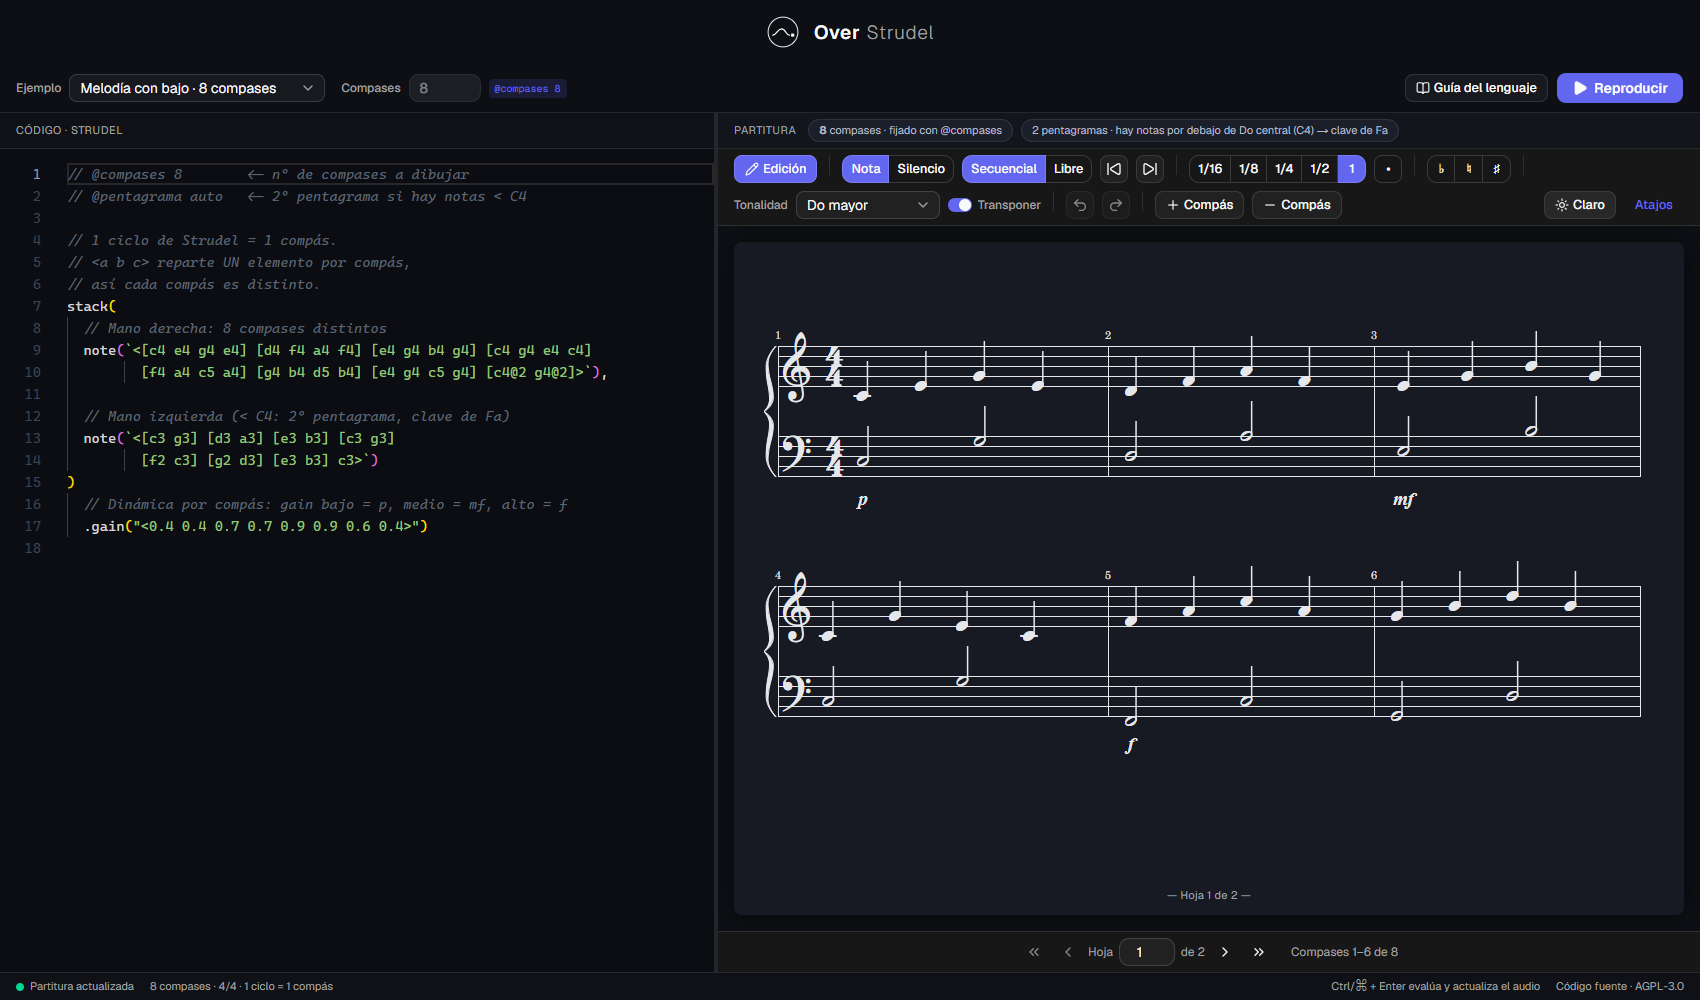 Over Strudel
Ejemplo Melodía con bajo · 8 compases Compases 8 @compases 8 Guía del lenguaje Reproducir
CÓDIGO · STRUDEL
1 // @compases 8 <— nº de compases a dibujar
2 // @pentagrama auto <— 2º pentagrama si hay notas < C4
3
4 // 1 ciclo de Strudel = 1 compás.
5 // <a b c> reparte UN elemento por compás,
6 // así cada compás es distinto.
7 stack(
8 // Mano derecha: 8 compases distintos
9 note(`<[c4 e4 g4 e4] [d4 f4 a4 f4] [e4 g4 b4 g4] [c4 g4 e4 c4]
10 [f4 a4 c5 a4] [g4 b4 d5 b4] [e4 g4 c5 g4] [c4@2 g4@2]>`),
11
12 // Mano izquierda (< C4: 2º pentagrama, clave de Fa)
13 note(`<[c3 g3] [d3 a3] [e3 b3] [c3 g3]
14 [f2 c3] [g2 d3] [e3 b3] c3>`)
15 )
16 // Dinámica por compás: gain bajo = p, medio = mf, alto = f
17 .gain("<0.4 0.4 0.7 0.7 0.9 0.9 0.6 0.4>")
18
PARTITURA 8 compases · fijado con @compases 2 pentagramas · hay notas por debajo de Do central (C4) → clave de Fa
Edición Nota Silencio Secuencial Libre 1/16 1/8 1/4 1/2 1 · ♭ ♮ ♯
Tonalidad Do mayor Transponer + Compás − Compás Claro Atajos
1 2 3
4 4
4 4
p mf
4 5 6
f
— Hoja 1 de 2 —
« ‹ Hoja 1 de 2 › » Compases 1–6 de 8
Partitura actualizada 8 compases · 4/4 · 1 ciclo = 1 compás Ctrl/⌘ + Enter evalúa y actualiza el audio Código fuente · AGPL-3.0